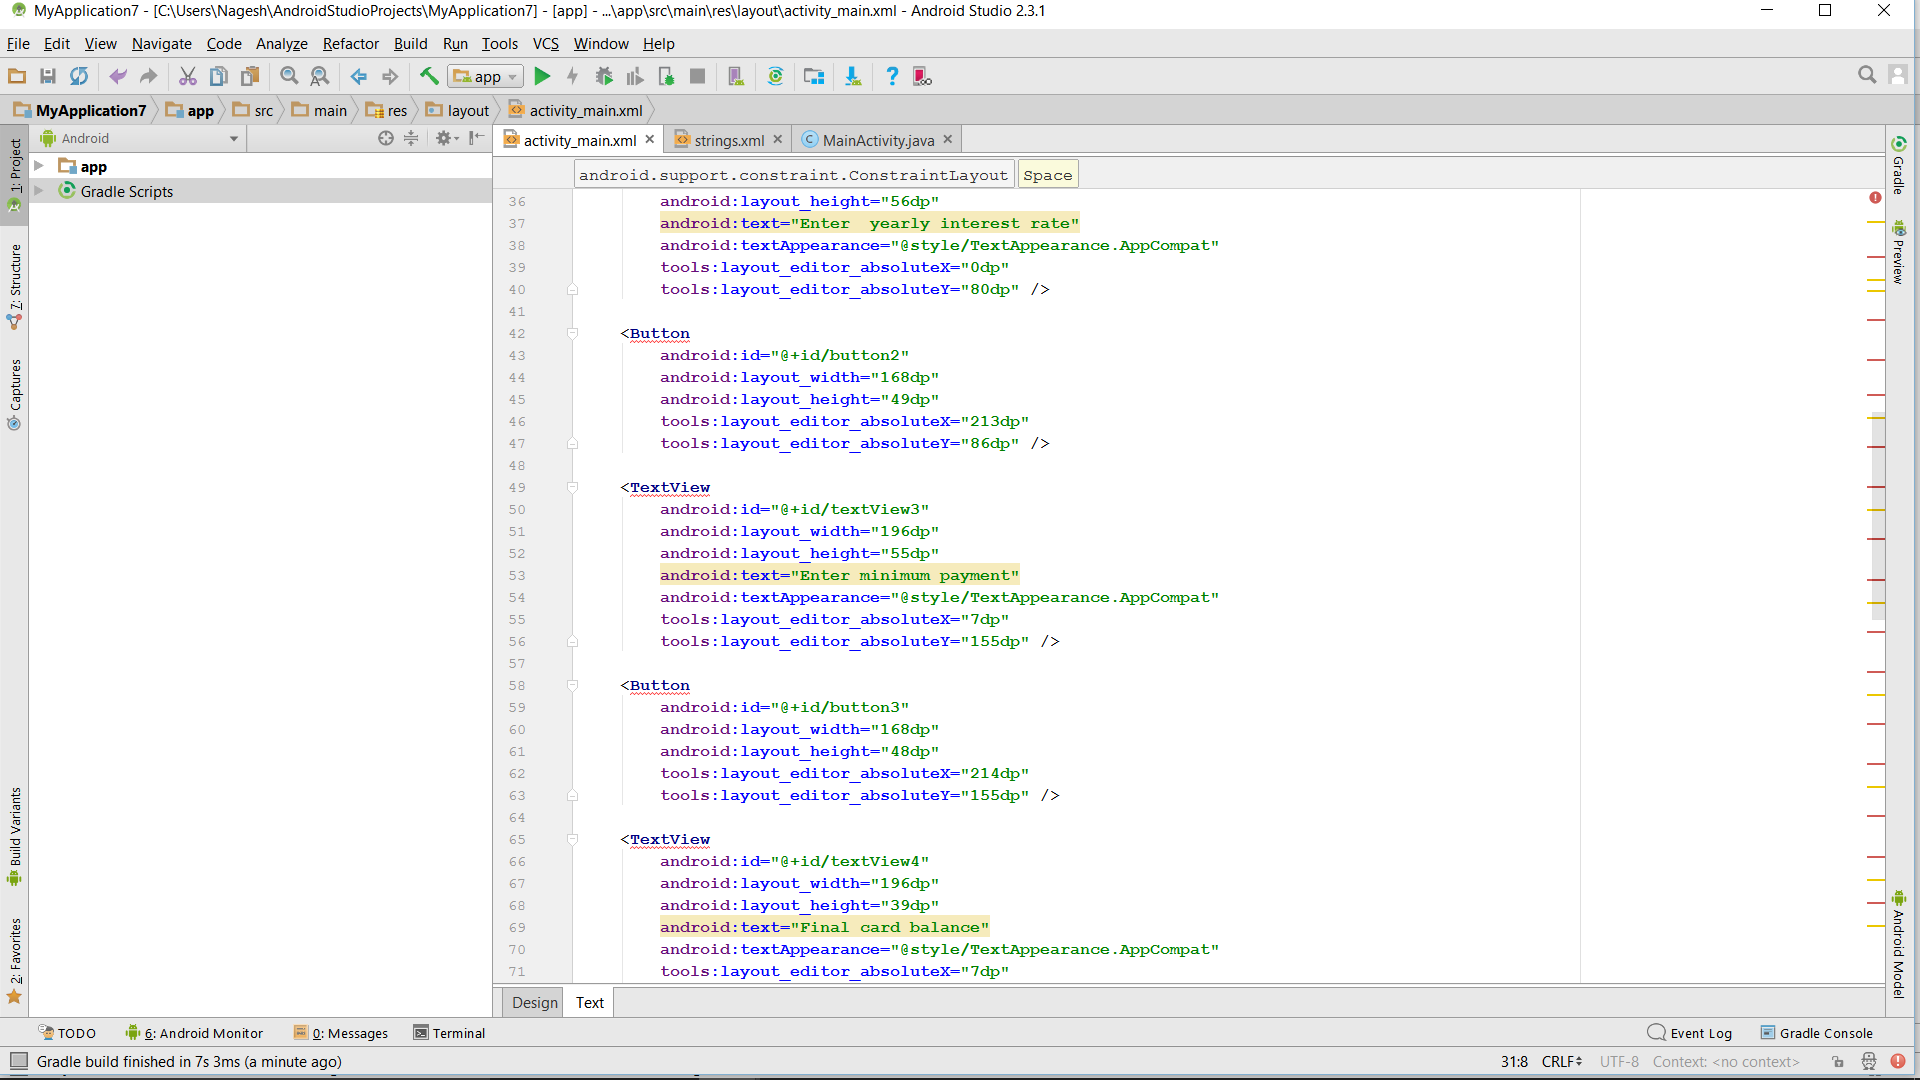 MyApplication7 - [C:\Users\Nagesh\AndroidStudioProjects\MyApplication7] - [app] - ...\app\src\main\res\layout\activity_main.xml - Android Studio 2.3.1
File Edit View Navigate Code Analyze Refactor Build Run Tools VCS Window Help
app
MyApplication7 app src main res layout activity_main.xml
Android
activity_main.xml strings.xml MainActivity.java
app
Gradle Scripts
1: Project
7: Structure
Captures
Build Variants
2: Favorites
android.support.constraint.ConstraintLayout Space
36 android:layout_height="56dp"
37 android:text="Enter  yearly interest rate"
38 android:textAppearance="@style/TextAppearance.AppCompat"
39 tools:layout_editor_absoluteX="0dp"
40 tools:layout_editor_absoluteY="80dp" />
41
42 <Button
43 android:id="@+id/button2"
44 android:layout_width="168dp"
45 android:layout_height="49dp"
46 tools:layout_editor_absoluteX="213dp"
47 tools:layout_editor_absoluteY="86dp" />
48
49 <TextView
50 android:id="@+id/textView3"
51 android:layout_width="196dp"
52 android:layout_height="55dp"
53 android:text="Enter minimum payment"
54 android:textAppearance="@style/TextAppearance.AppCompat"
55 tools:layout_editor_absoluteX="7dp"
56 tools:layout_editor_absoluteY="155dp" />
57
58 <Button
59 android:id="@+id/button3"
60 android:layout_width="168dp"
61 android:layout_height="48dp"
62 tools:layout_editor_absoluteX="214dp"
63 tools:layout_editor_absoluteY="155dp" />
64
65 <TextView
66 android:id="@+id/textView4"
67 android:layout_width="196dp"
68 android:layout_height="39dp"
69 android:text="Final card balance"
70 android:textAppearance="@style/TextAppearance.AppCompat"
71 tools:layout_editor_absoluteX="7dp"
Gradle
Preview
Android Model
Design Text
TODO 6: Android Monitor 0: Messages Terminal Event Log Gradle Console
Gradle build finished in 7s 3ms (a minute ago) 31:8 CRLF UTF-8 Context: <no context>